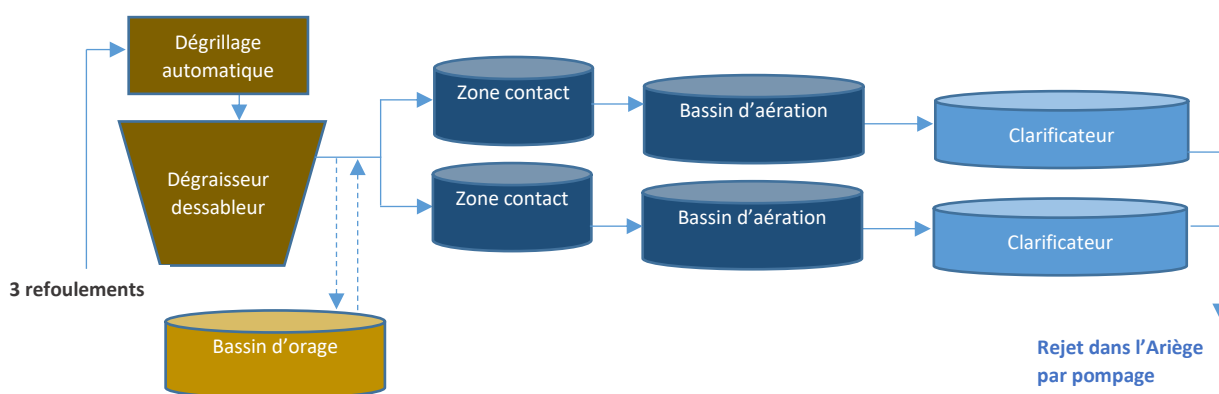 Dégrillage
automatique
Zone contact
Bassin d'aération
Clarificateur
Dégraisseur
dessableur
Zone contact
Bassin d'aération
Clarificateur
3 refoulements
Bassin d'orage
Rejet dans l'Ariège
par pompage